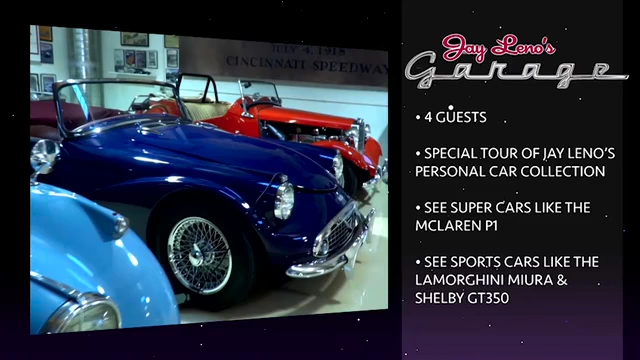 JULY 4, 1918
CINCINNATI SPEEDWAY
Jay Leno's
Garage
• 4 GUESTS
• SPECIAL TOUR OF JAY LENO'S
PERSONAL CAR COLLECTION
• SEE SUPER CARS LIKE THE
MCLAREN P1
• SEE SPORTS CARS LIKE THE
LAMORGHINI MIURA &
SHELBY GT350